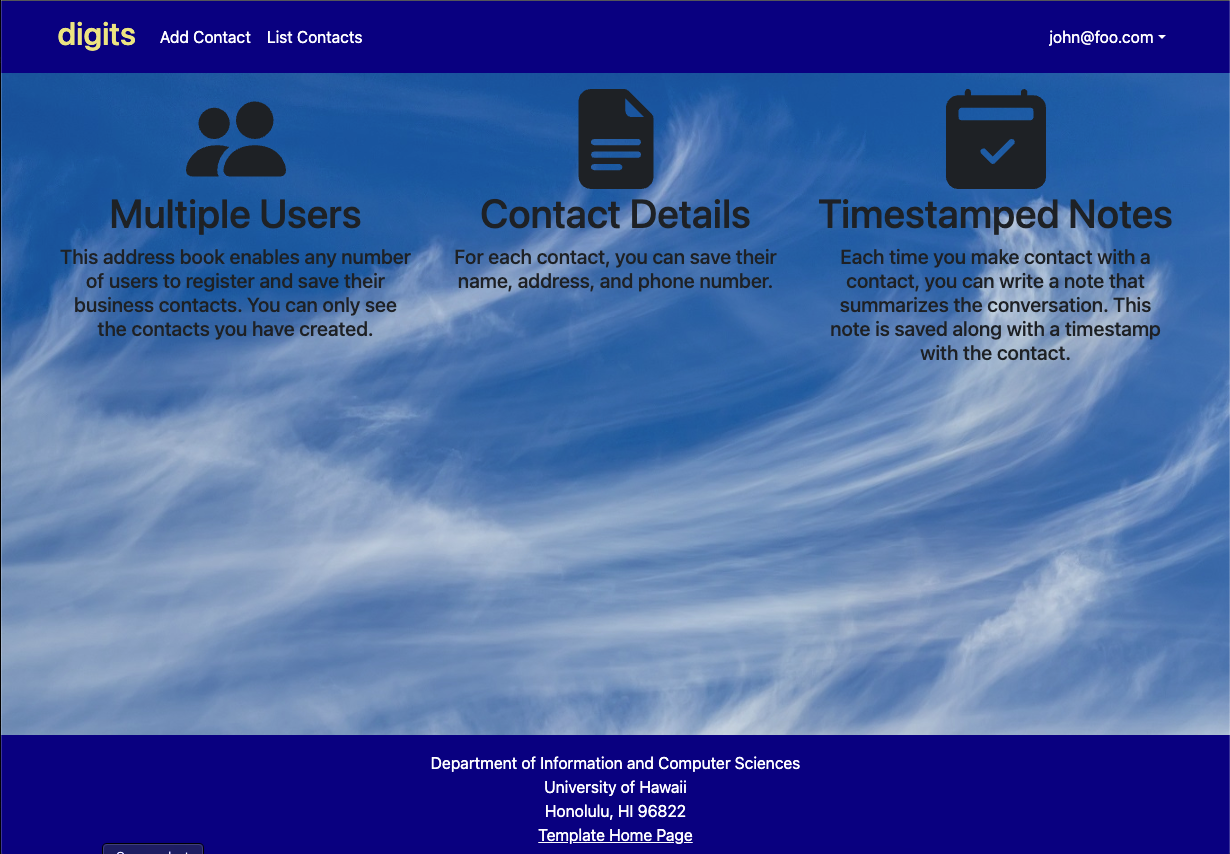 digits
Add Contact
List Contacts
john@foo.com
Multiple Users
This address book enables any number
of users to register and save their
business contacts. You can only see
the contacts you have created.
Contact Details
For each contact, you can save their
name, address, and phone number.
Timestamped Notes
Each time you make contact with a
contact, you can write a note that
summarizes the conversation. This
note is saved along with a timestamp
with the contact.
Department of Information and Computer Sciences
University of Hawaii
Honolulu, HI 96822
Template Home Page